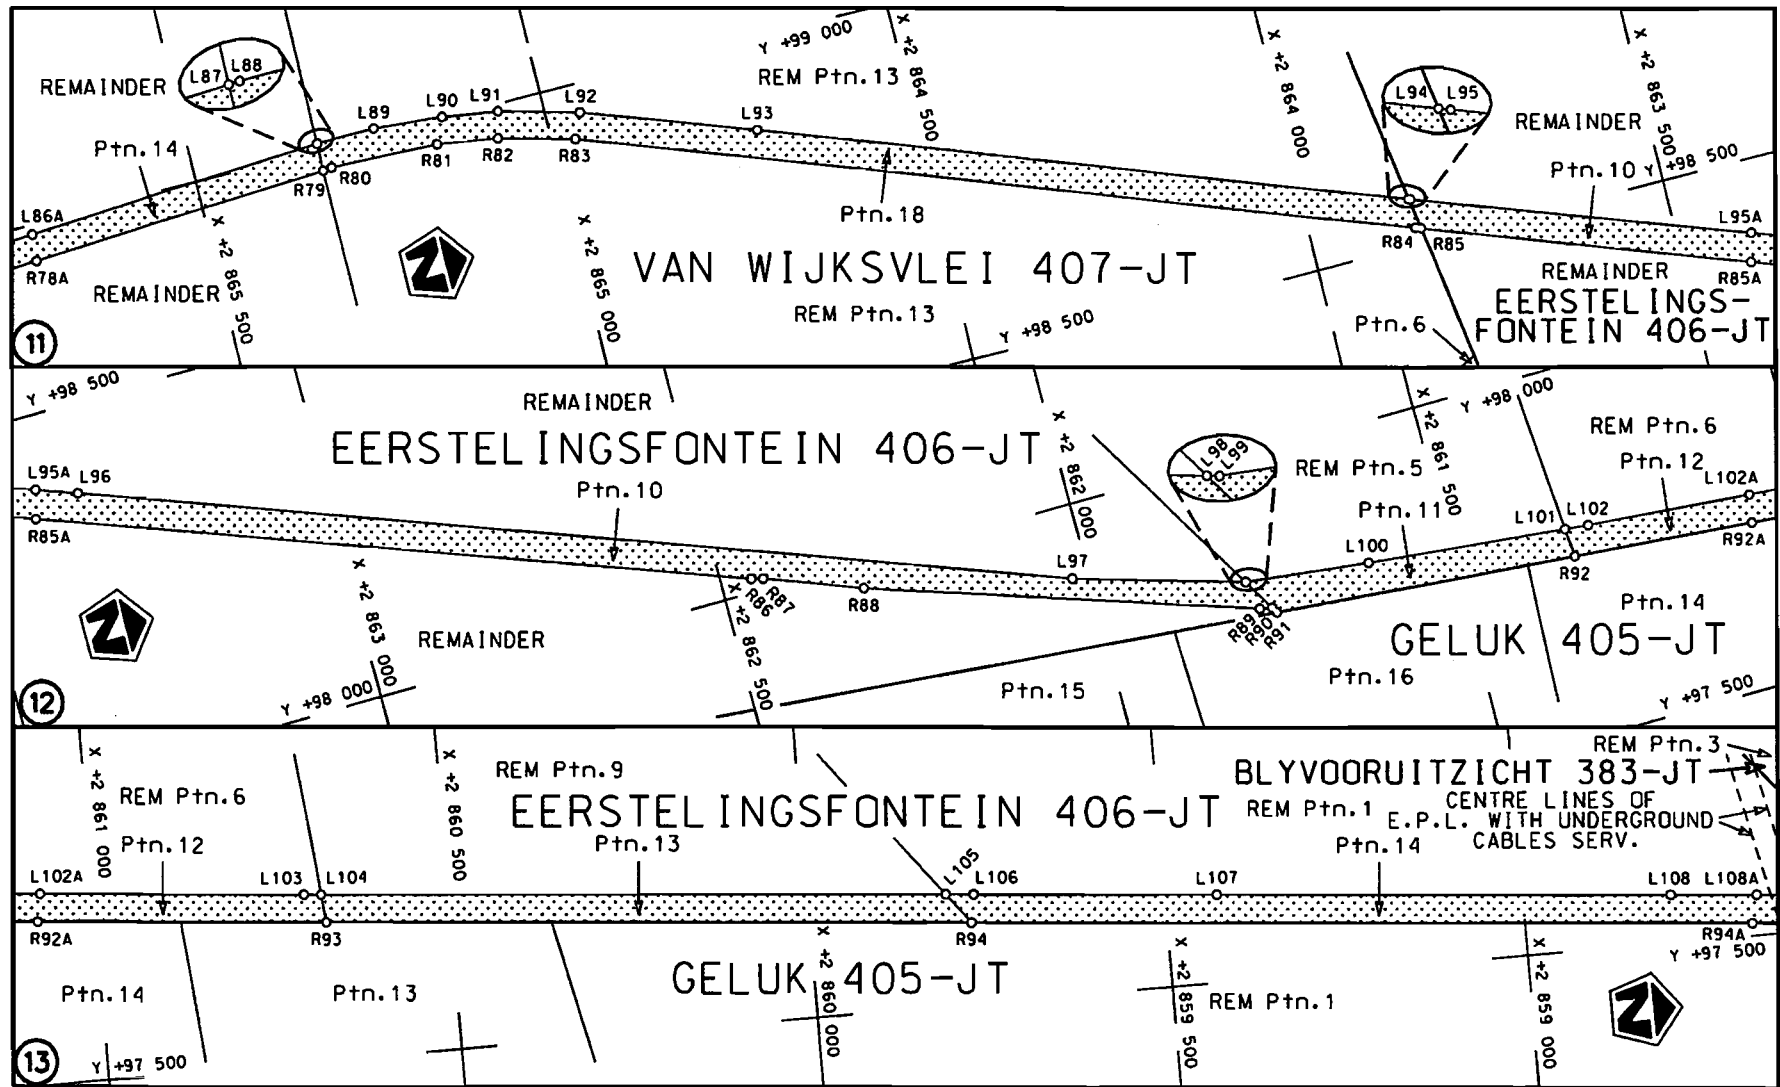 REMAINDER
L87
L88
Y +99 000
REM Ptn.13
X +2 864 500
X +2 864 000
L94
L95
X +2 863 500
REMAINDER
Ptn.14
L89
L90
L91
L92
L93
Ptn.10
Y +98 500
L86A
R79
R80
R81
R82
R83
Ptn.18
R84
R85
L95A
R78A
REMAINDER
X +2 865 500
X +2 865 000
VAN WIJKSVLEI 407-JT
REM Ptn.13
Y +98 500
Ptn.6
REMAINDER
R85A
EERSTELINGS-
FONTEIN 406-JT
11
Y +98 500
REMAINDER
EERSTELINGSFONTEIN 406-JT
X +2 862 000
L98
L99
REM Ptn.5
X +2 861 500
Y +98 000
REM Ptn.6
Ptn.12
L102A
L95A
L96
Ptn.10
Ptn.11
L101
L102
R85A
L97
L100
R92A
X +2 863 000
R86
R87
X +2 862 500
R88
R89
R90
R91
R92
Ptn.14
REMAINDER
GELUK 405-JT
Y +98 000
Ptn.15
Ptn.16
Y +97 500
12
X +2 861 000
REM Ptn.6
Ptn.12
X +2 860 500
REM Ptn.9
EERSTELINGSFONTEIN 406-JT
Ptn.13
REM Ptn.3
BLYVOORUITZICHT 383-JT
REM Ptn.1
CENTRE LINES OF
E.P.L. WITH UNDERGROUND
CABLES SERV.
Ptn.14
L102A
L103
L104
L105
L106
L107
L108
L108A
R92A
R93
R94
R94A
Y +97 500
Ptn.14
Ptn.13
GELUK 405-JT
X +2 860 000
X +2 859 500
REM Ptn.1
X +2 859 000
13
Y +97 500